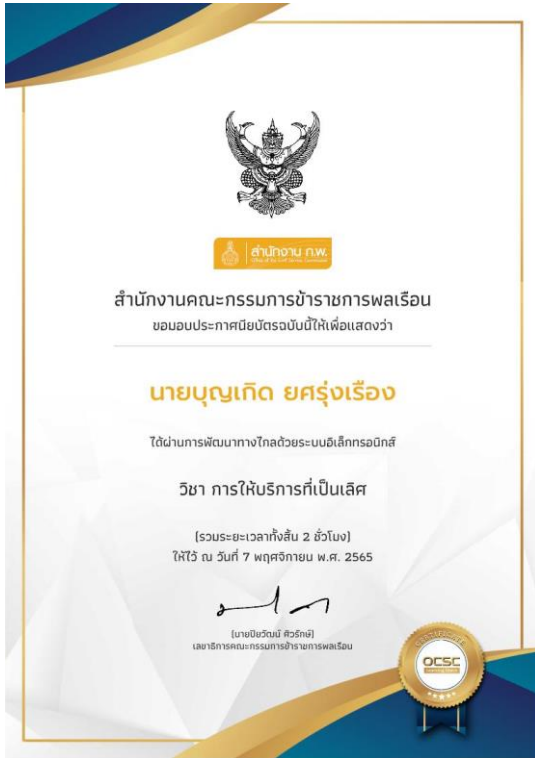 สำนักงาน ก.พ.
สำนักงานคณะกรรมการข้าราชการพลเรือน
ขอมอบประกาศนียบัตรฉบับนี้ให้เพื่อแสดงว่า
นายบุญเกิด ยศรุ่งเรือง
ได้ผ่านการพัฒนาทางไกลด้วยระบบอิเล็กทรอนิกส์
วิชา การให้บริการที่เป็นเลิศ
(รวมระยะเวลาทั้งสิ้น 2 ชั่วโมง)
ให้ไว้ ณ วันที่ 7 พฤศจิกายน พ.ศ. 2565
(นายปิยวัฒน์ ศิวรักษ์)
เลขาธิการคณะกรรมการข้าราชการพลเรือน
CERTIFICATE
OCSC